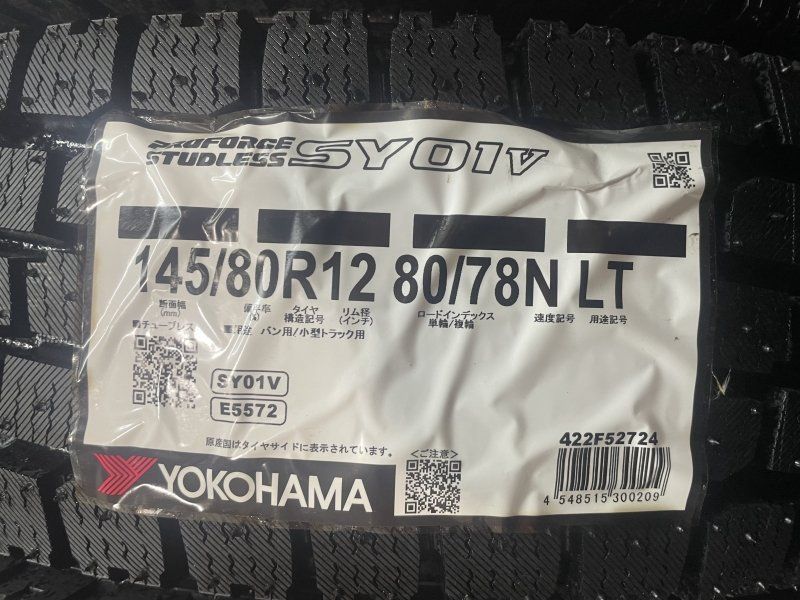 PROFORGE
STUDLESS SY01V
145/80R12 80/78N LT
断面幅 (mm) 偏平率 タイヤ構造記号 リム径 (インチ) ロードインデックス 単輪/複輪 速度記号 用途記号
チューブレス バン用/小型トラック用
SY01V
E5572
原産国はタイヤサイドに表示されています。
<ご注意>
YOKOHAMA
422F52724
4 548515 300209